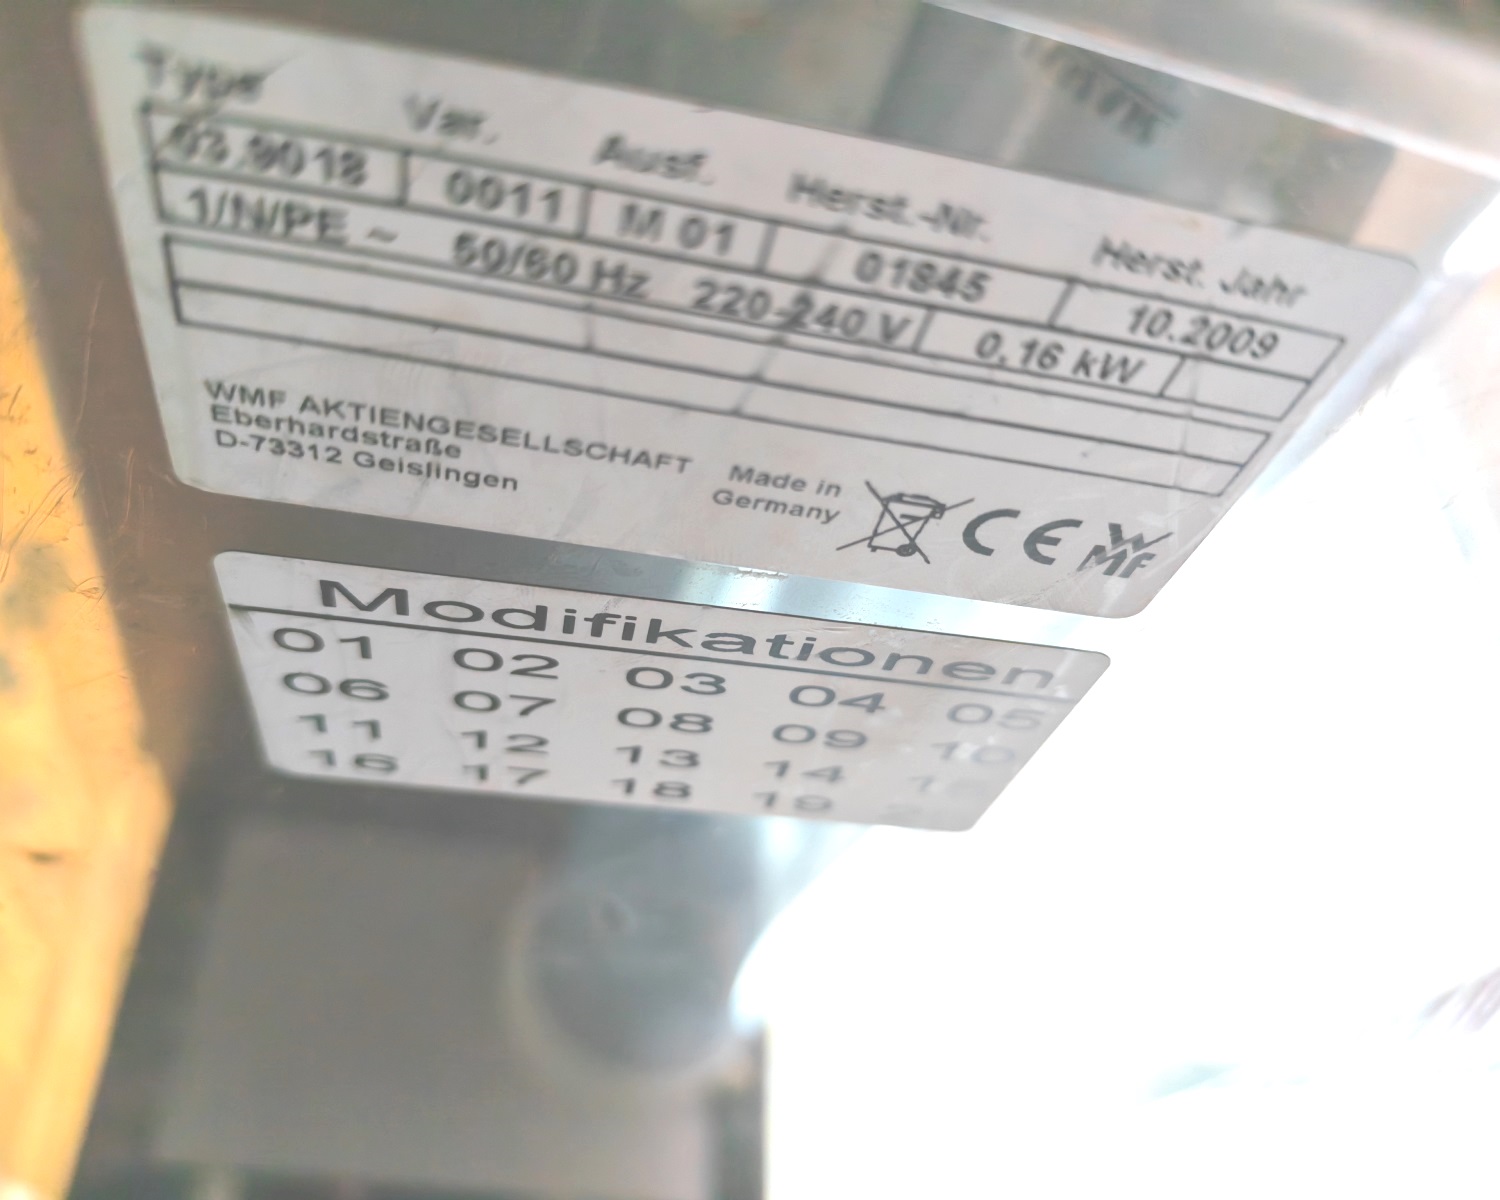 Type Var. Ausf. Herst.-Nr. Herst. Jahr
03.9018 0011 M 01 01845 10.2009
1/N/PE ~ 50/60 Hz 220-240 V 0.16 kW
WMF AKTIENGESELLSCHAFT
Eberhardstraße
D-73312 Geislingen
Made in
Germany
CE WMF
Modifikationen
01 02 03 04 05
06 07 08 09 10
11 12 13 14
16 17 18 19